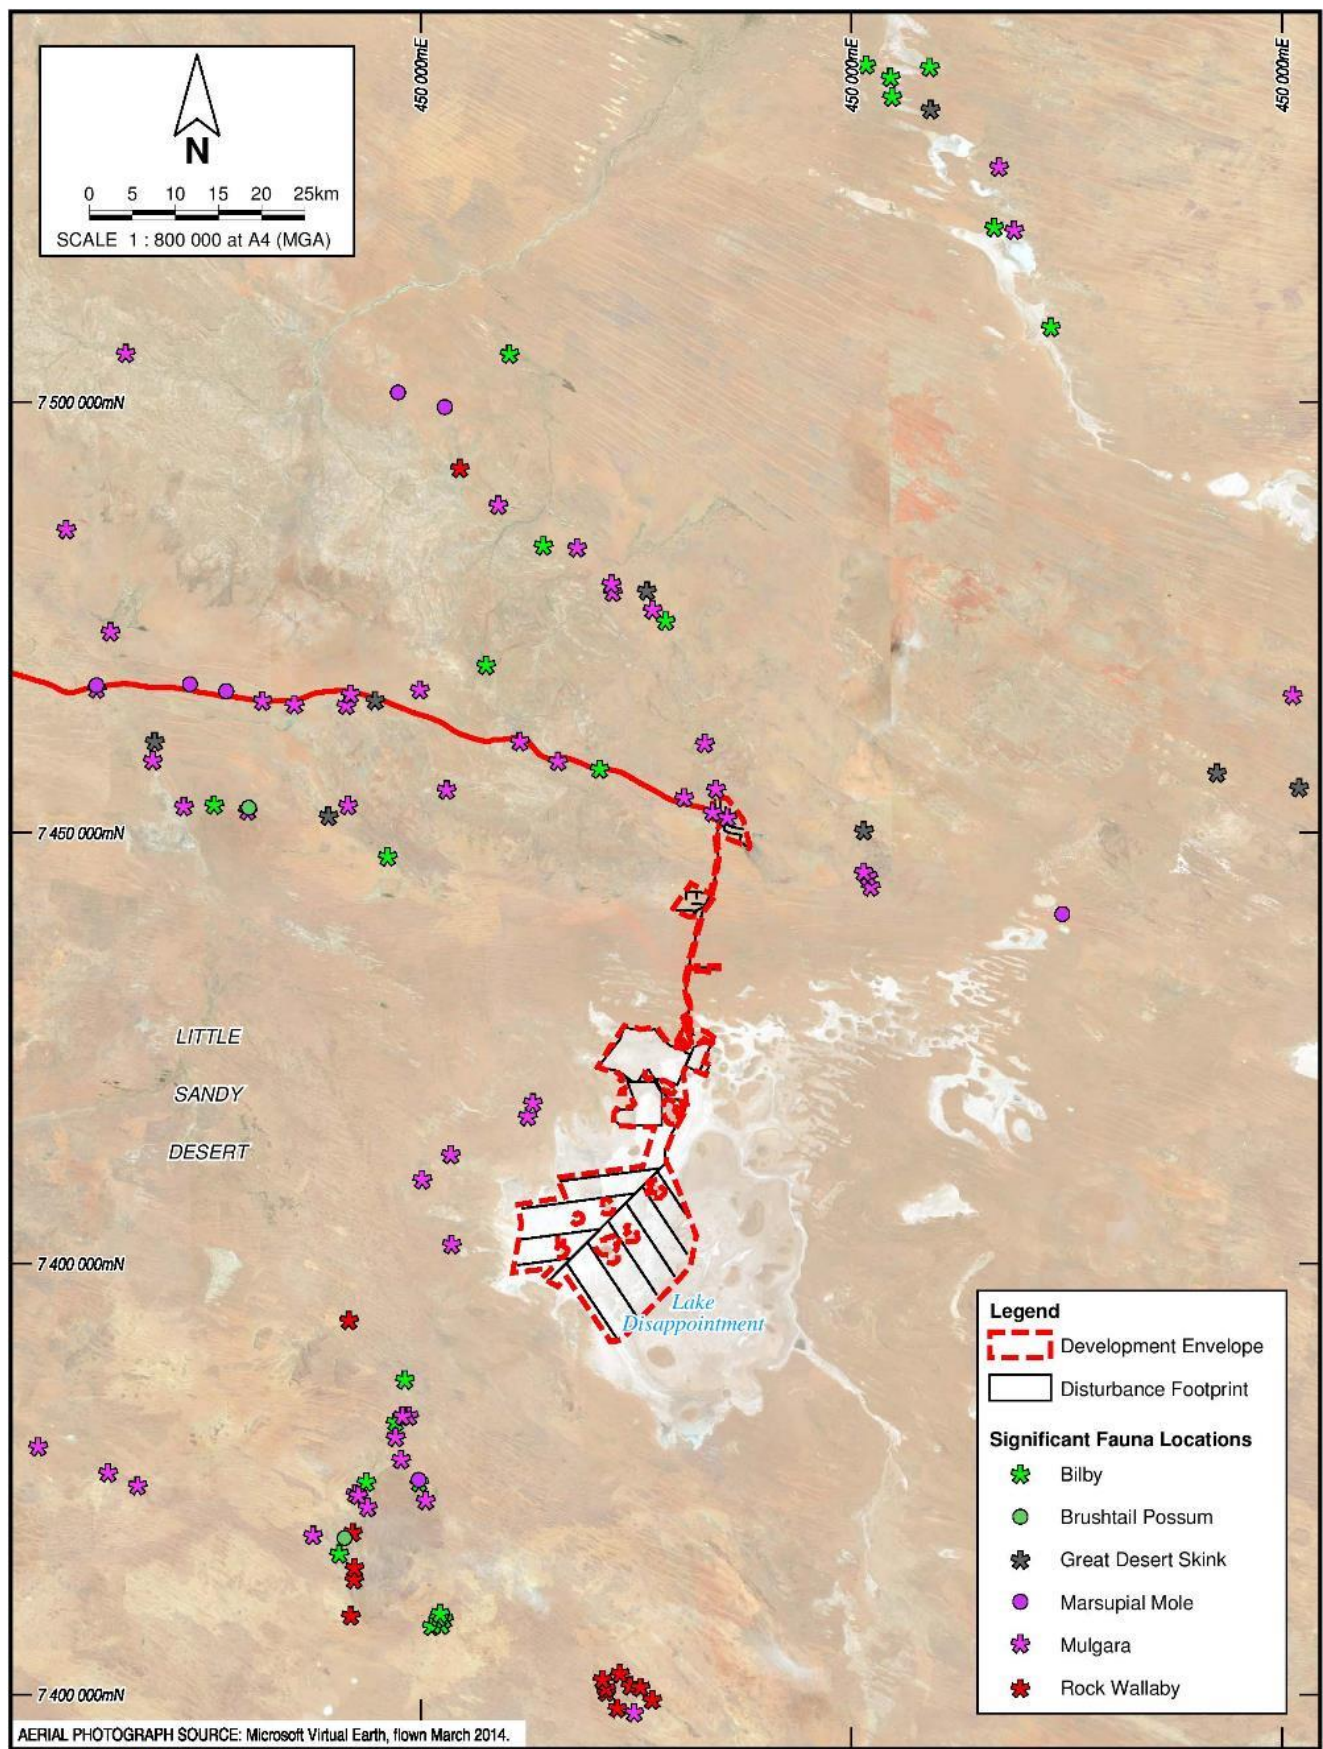 450 000mE
450 000mE
450 000mE
N
0 5 10 15 20 25km
SCALE 1 : 800 000 at A4 (MGA)
7 500 000mN
7 450 000mN
LITTLE
SANDY
DESERT
7 400 000mN
Lake
Disappointment
Legend
Development Envelope
Disturbance Footprint
Significant Fauna Locations
Bilby
Brushtail Possum
Great Desert Skink
Marsupial Mole
Mulgara
Rock Wallaby
7 400 000mN
AERIAL PHOTOGRAPH SOURCE: Microsoft Virtual Earth, flown March 2014.